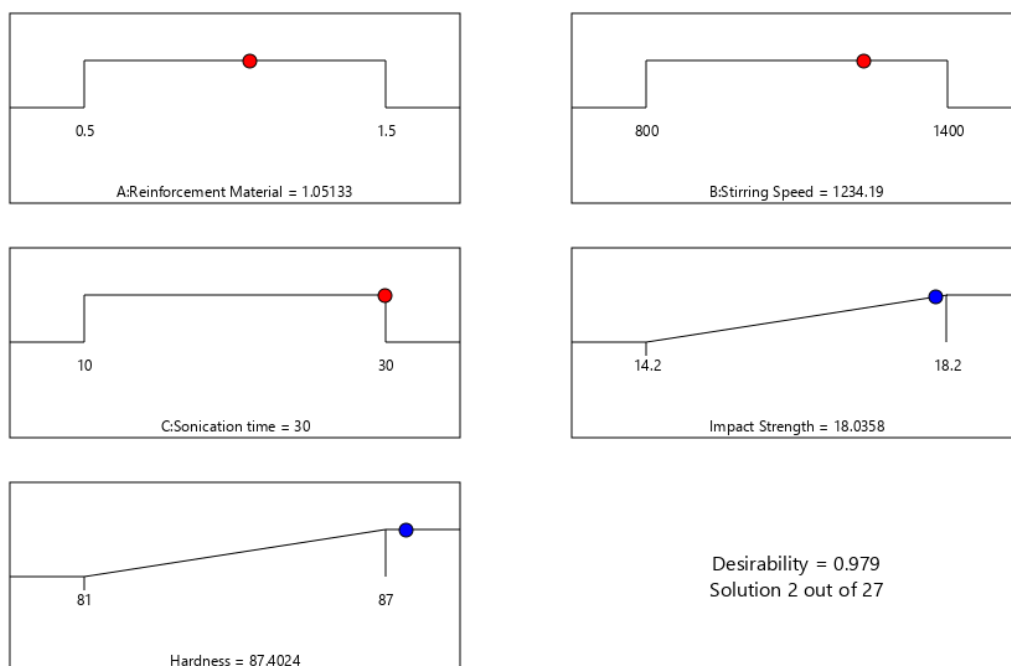 0.5 1.5
A:Reinforcement Material = 1.05133
800 1400
B:Stirring Speed = 1234.19
10 30
C:Sonication time = 30
14.2 18.2
Impact Strength = 18.0358
81 87
Hardness = 87.4024
Desirability = 0.979
Solution 2 out of 27